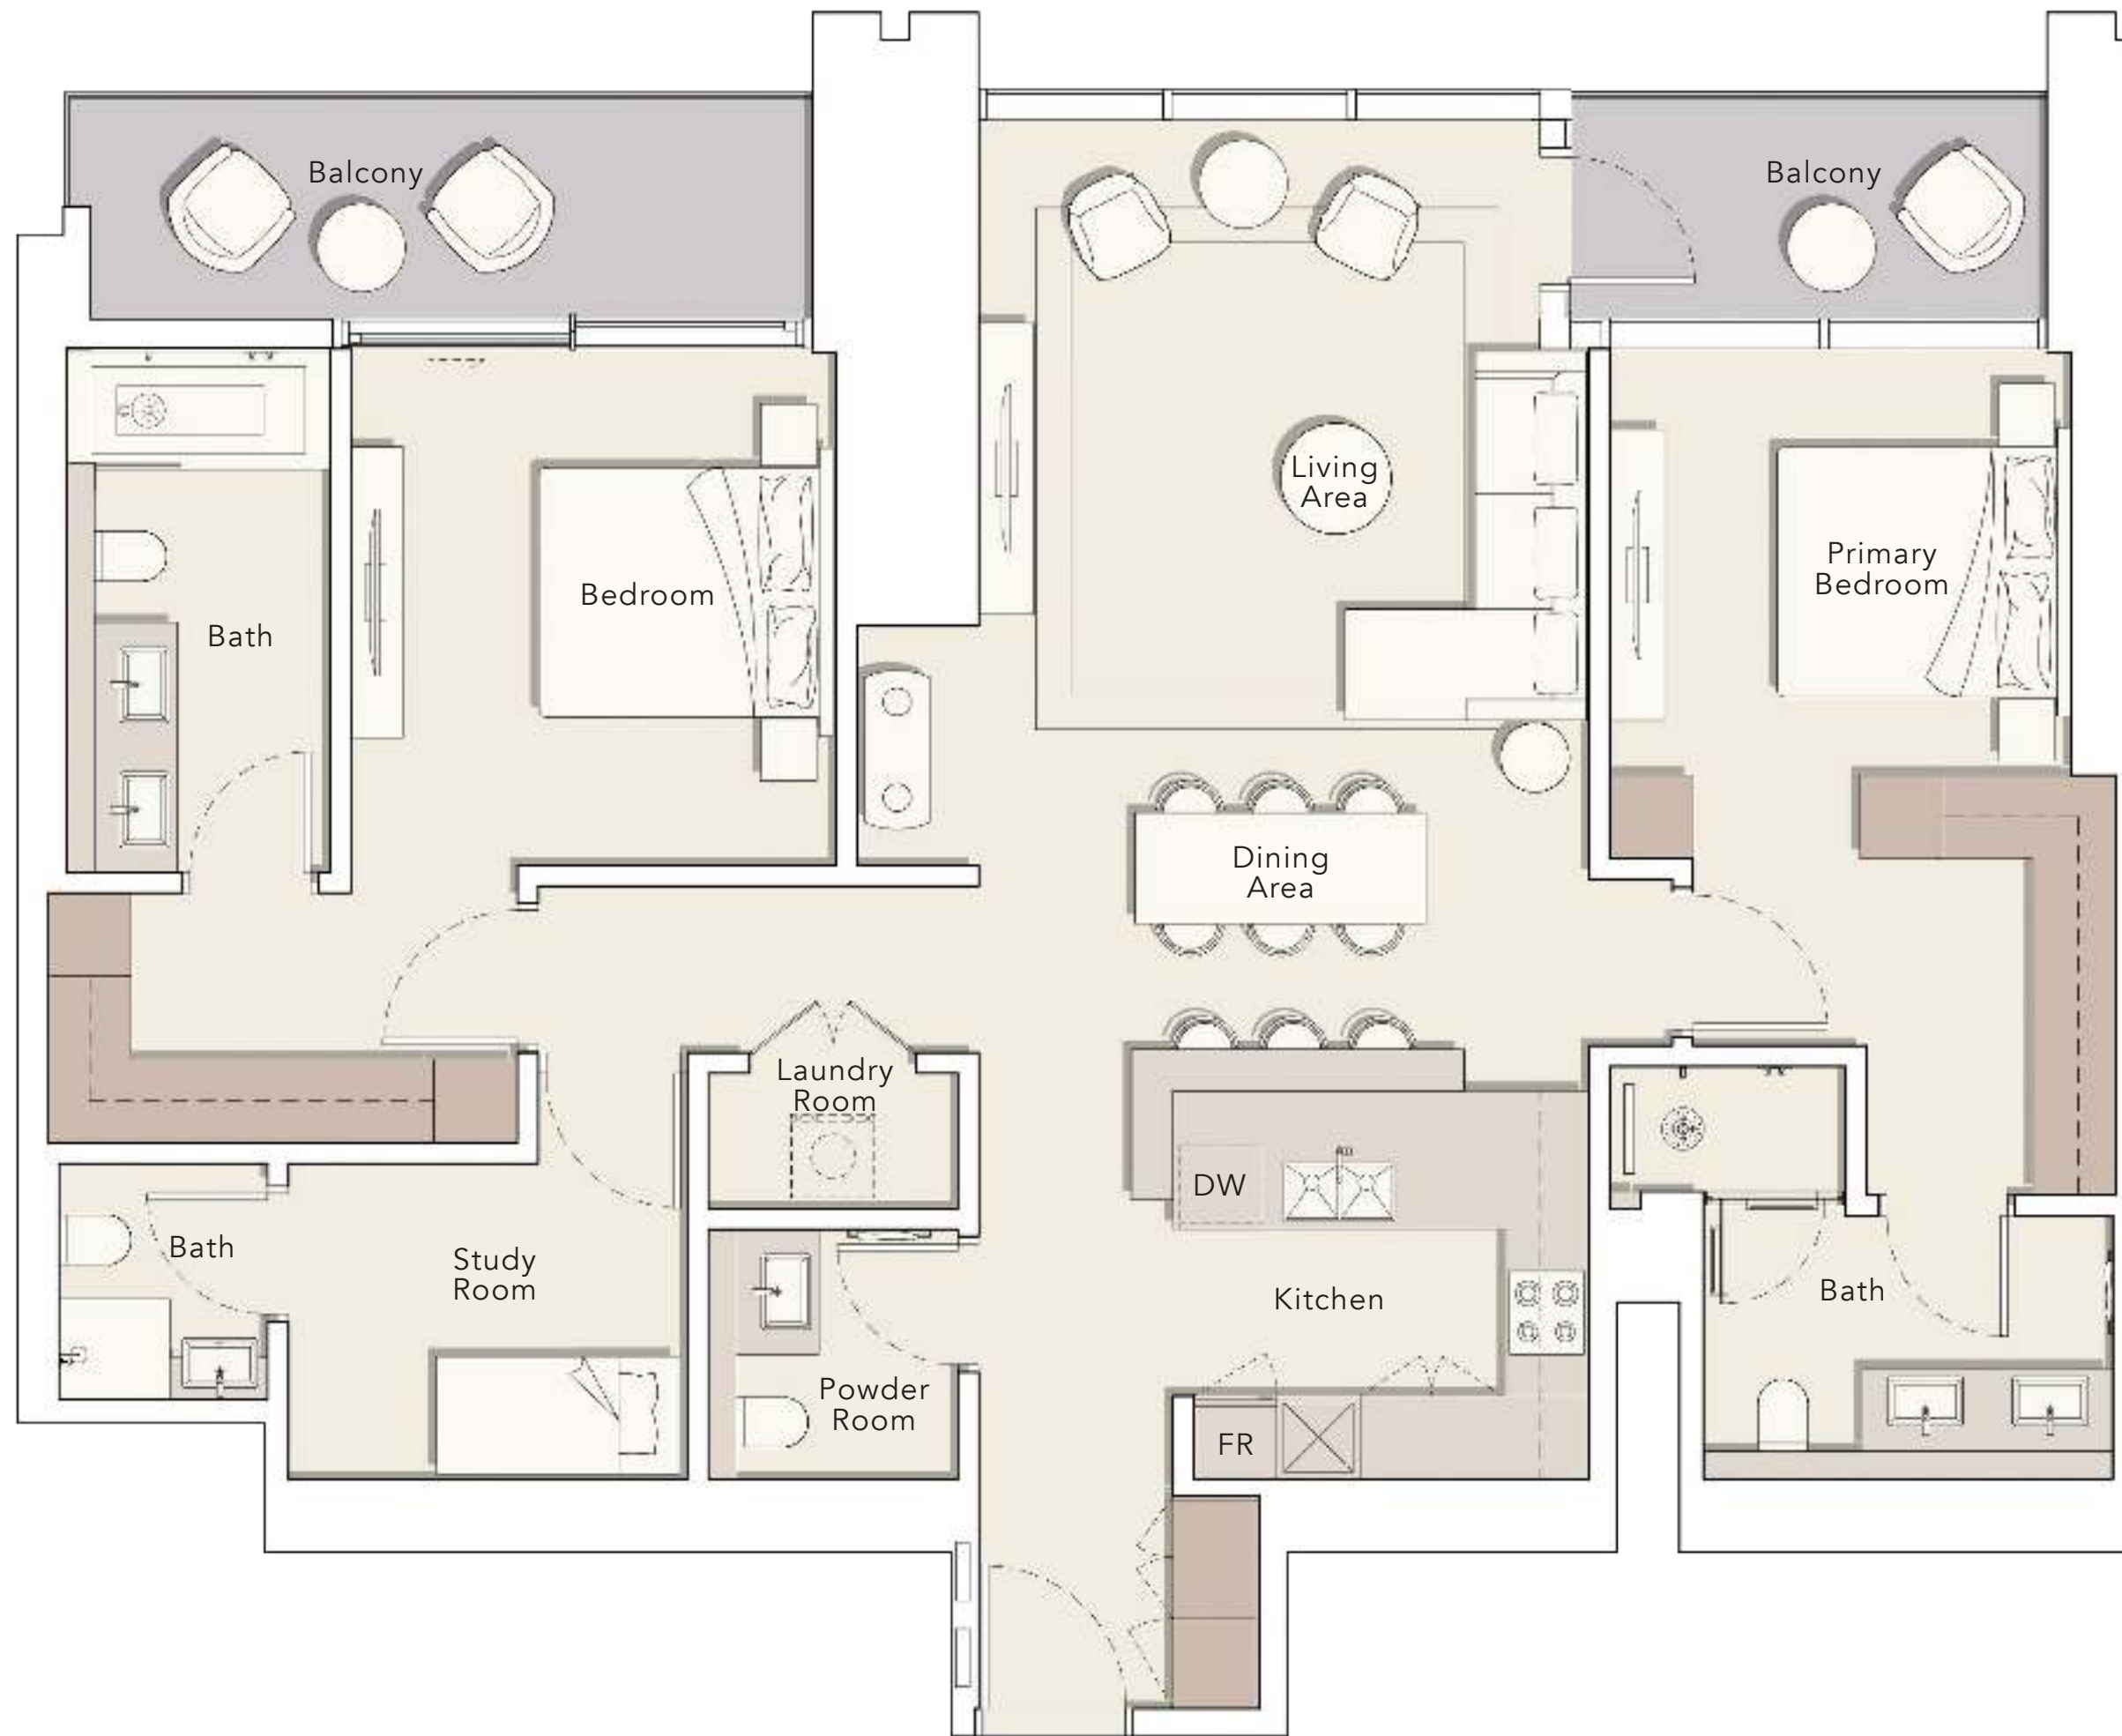 Balcony
Balcony
Living
Area
Primary
Bedroom
Bedroom
Bath
Dining
Area
Laundry
Room
DW
Bath
Study
Room
Kitchen
Bath
Powder
Room
FR